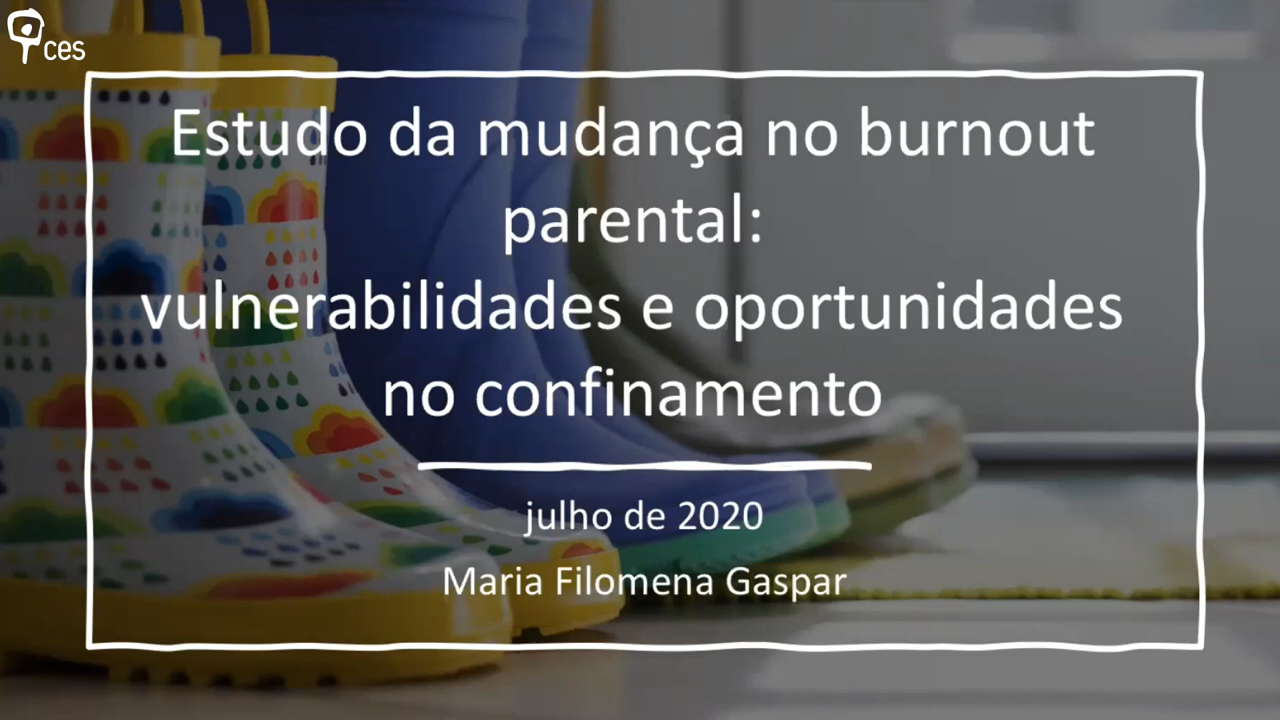 ces
Estudo da mudança no burnout
parental:
vulnerabilidades e oportunidades
no confinamento
julho de 2020
Maria Filomena Gaspar